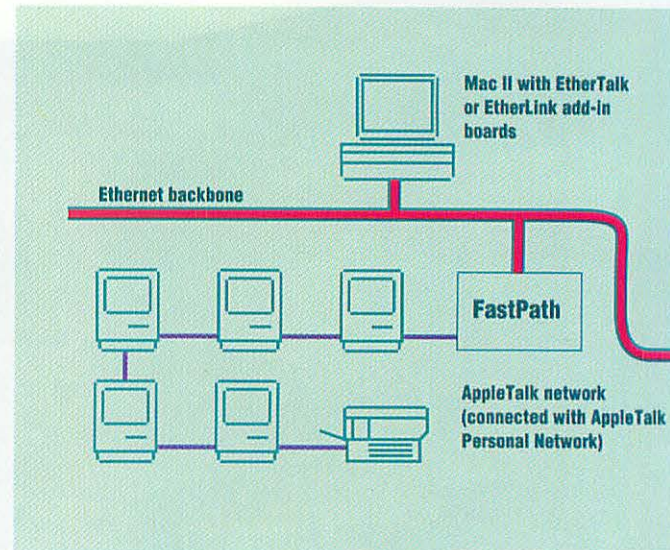 Mac II with EtherTalk
or EtherLink add-in
boards
Ethernet backbone
FastPath
AppleTalk network
(connected with AppleTalk
Personal Network)